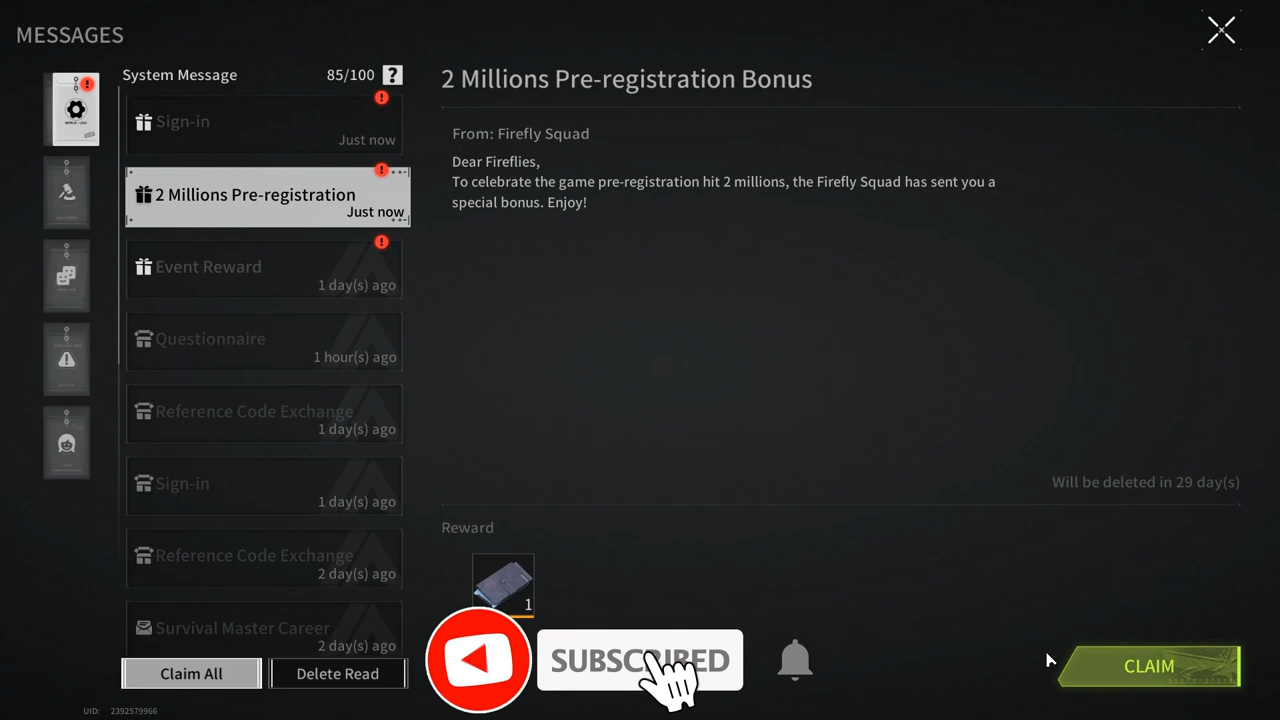 MESSAGES
System Message 85/100 ?
Sign-in
Just now
2 Millions Pre-registration
Just now
Event Reward
1 day(s) ago
Questionnaire
1 hour(s) ago
Reference Code Exchange
1 day(s) ago
Sign-in
1 day(s) ago
Reference Code Exchange
2 day(s) ago
Survival Master Career
2 day(s) ago
Claim All
Delete Read
UID: 2392579966
2 Millions Pre-registration Bonus
From: Firefly Squad
Dear Fireflies,
To celebrate the game pre-registration hit 2 millions, the Firefly Squad has sent you a
special bonus. Enjoy!
Will be deleted in 29 day(s)
Reward
1
SUBSCRIBED
CLAIM